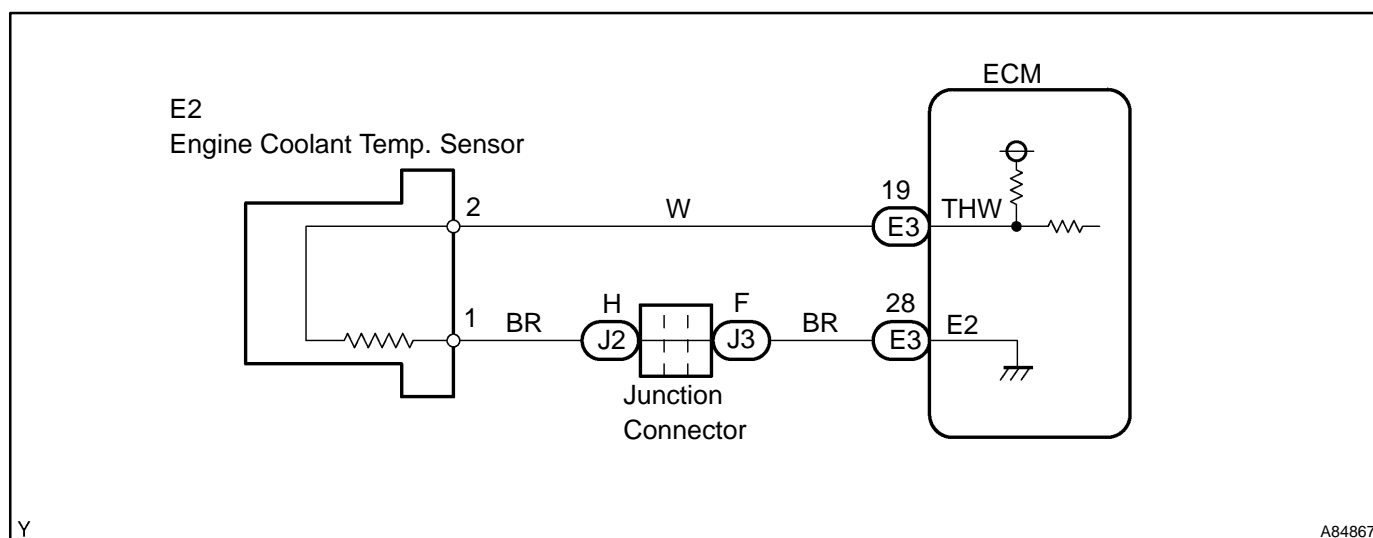 ECM
E2
Engine Coolant Temp. Sensor
2
W
19
E3
THW
1
BR
H
J2
F
J3
BR
28
E3
E2
Junction
Connector
Y
A84867